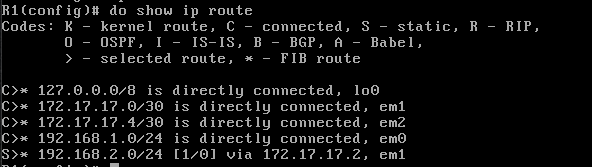 R1(config)# do show ip route
Codes: K - kernel route, C - connected, S - static, R - RIP,
       O - OSPF, I - IS-IS, B - BGP, A - Babel,
       > - selected route, * - FIB route

C>* 127.0.0.0/8 is directly connected, lo0
C>* 172.17.17.0/30 is directly connected, em1
C>* 172.17.17.4/30 is directly connected, em2
C>* 192.168.1.0/24 is directly connected, em0
S>* 192.168.2.0/24 [1/0] via 172.17.17.2, em1
R1(config)#